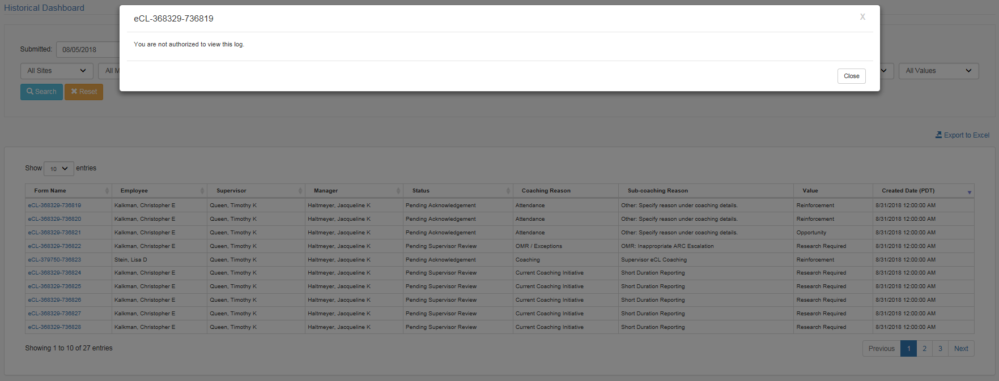 Historical Dashboard
eCL-368329-736819 X
You are not authorized to view this log.
Close
Submitted: 08/05/2018
All Sites All M All Values
Search Reset
Export to Excel
Show 10 entries
Form Name Employee Supervisor Manager Status Coaching Reason Sub-coaching Reason Value Created Date (PDT)
eCL-368329-736819 Kalkman, Christopher E Queen, Timothy K Haltmeyer, Jacqueline K Pending Acknowledgement Attendance Other: Specify reason under coaching details. Reinforcement 8/31/2018 12:00:00 AM
eCL-368329-736820 Kalkman, Christopher E Queen, Timothy K Haltmeyer, Jacqueline K Pending Acknowledgement Attendance Other: Specify reason under coaching details. Reinforcement 8/31/2018 12:00:00 AM
eCL-368329-736821 Kalkman, Christopher E Queen, Timothy K Haltmeyer, Jacqueline K Pending Acknowledgement Attendance Other: Specify reason under coaching details. Opportunity 8/31/2018 12:00:00 AM
eCL-368329-736822 Kalkman, Christopher E Queen, Timothy K Haltmeyer, Jacqueline K Pending Supervisor Review OMR / Exceptions OMR: Inappropriate ARC Escalation Research Required 8/31/2018 12:00:00 AM
eCL-379750-736823 Stein, Lisa D Queen, Timothy K Haltmeyer, Jacqueline K Pending Acknowledgement Coaching Supervisor eCL Coaching Reinforcement 8/31/2018 12:00:00 AM
eCL-368329-736824 Kalkman, Christopher E Queen, Timothy K Haltmeyer, Jacqueline K Pending Supervisor Review Current Coaching Initiative Short Duration Reporting Research Required 8/31/2018 12:00:00 AM
eCL-368329-736825 Kalkman, Christopher E Queen, Timothy K Haltmeyer, Jacqueline K Pending Supervisor Review Current Coaching Initiative Short Duration Reporting Research Required 8/31/2018 12:00:00 AM
eCL-368329-736826 Kalkman, Christopher E Queen, Timothy K Haltmeyer, Jacqueline K Pending Supervisor Review Current Coaching Initiative Short Duration Reporting Research Required 8/31/2018 12:00:00 AM
eCL-368329-736827 Kalkman, Christopher E Queen, Timothy K Haltmeyer, Jacqueline K Pending Supervisor Review Current Coaching Initiative Short Duration Reporting Research Required 8/31/2018 12:00:00 AM
eCL-368329-736828 Kalkman, Christopher E Queen, Timothy K Haltmeyer, Jacqueline K Pending Supervisor Review Current Coaching Initiative Short Duration Reporting Research Required 8/31/2018 12:00:00 AM
Showing 1 to 10 of 27 entries
Previous 1 2 3 Next